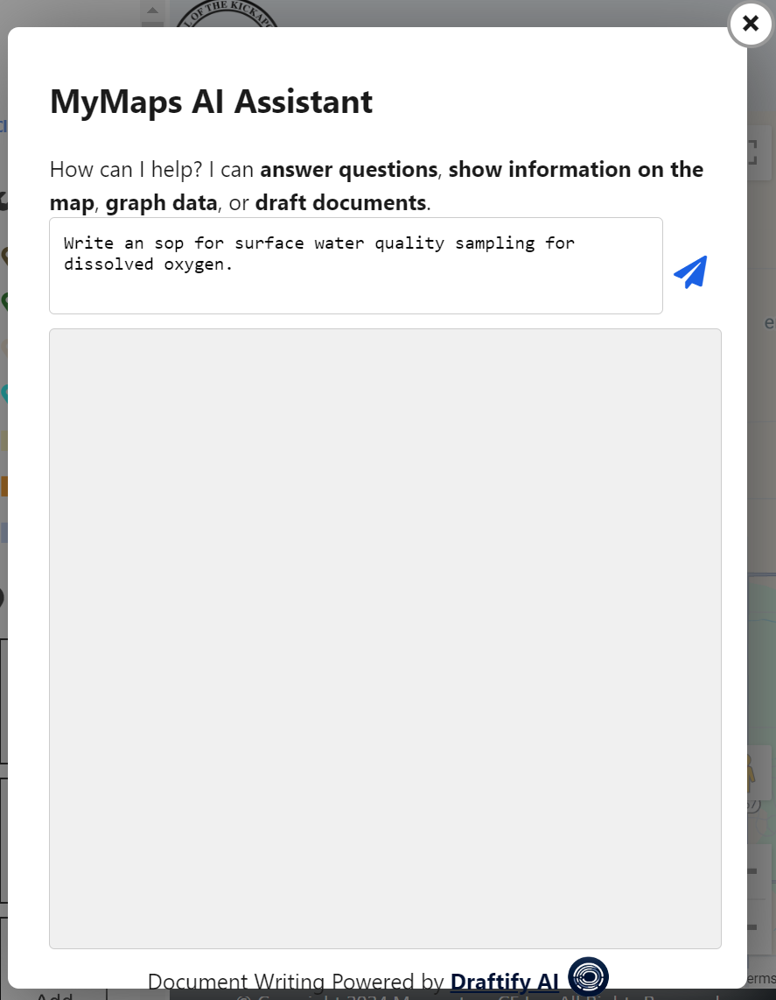 OF THE KICKAPO
MyMaps AI Assistant
How can I help? I can answer questions, show information on the
map, graph data, or draft documents.
Write an sop for surface water quality sampling for
dissolved oxygen.
e
Document Writing Powered by Draftify AI
erms
Add